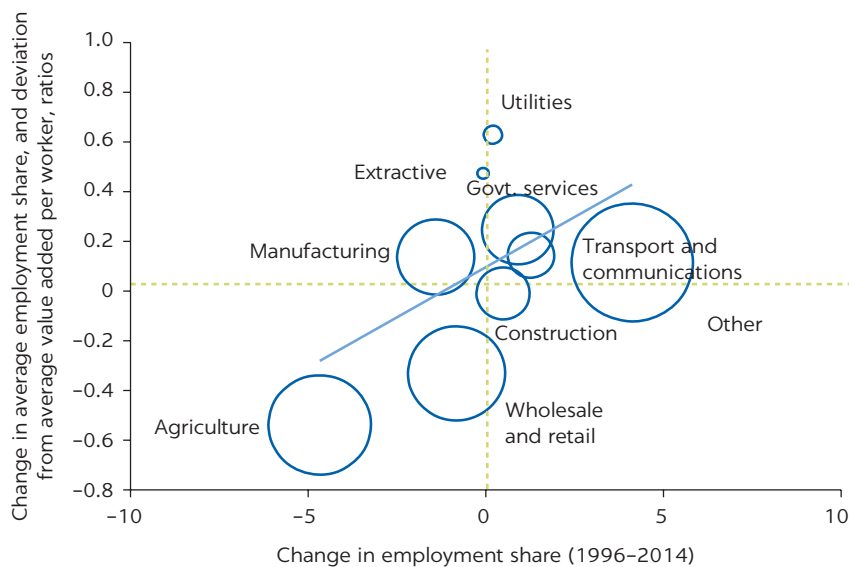 Change in average employment share, and deviation
from average value added per worker, ratios
1.0
0.8
0.6
0.4
0.2
0
–0.2
–0.4
–0.6
–0.8
Utilities
Extractive
Govt. services
Manufacturing
Transport and
communications
Other
Construction
Wholesale
and retail
Agriculture
–10
–5
0
5
10
Change in employment share (1996–2014)